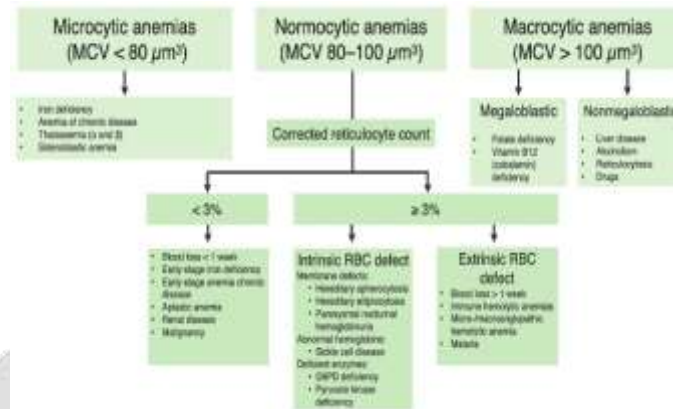 Microcytic anemias
(MCV < 80 µm³)
Normocytic anemias
(MCV 80–100 µm³)
Macrocytic anemias
(MCV > 100 µm³)
• Iron deficiency
• Anemia of chronic disease
• Thalassemia (α and β)
• Sideroblastic anemia
Megaloblastic
• Folate deficiency
• Vitamin B12
(cobalamin)
deficiency
Nonmegaloblastic
• Liver disease
• Alcoholism
• Reticulocytosis
• Drugs
Corrected reticulocyte count
< 3%
≥ 3%
• Blood loss < 1 week
• Early stage iron deficiency
• Early stage anemia chronic
disease
• Aplastic anemia
• Renal disease
• Malignancy
Intrinsic RBC defect
Membrane defects:
• Hereditary spherocytosis
• Hereditary elliptocytosis
• Paroxysmal nocturnal
hemoglobinuria
Abnormal hemoglobins:
• Sickle cell disease
Deficient enzymes:
• G6PD deficiency
• Pyruvate kinase
deficiency
Extrinsic RBC
defect
• Blood loss > 1 week
• Immune hemolytic anemias
• Micro-/macroangiopathic
hemolytic anemia
• Malaria